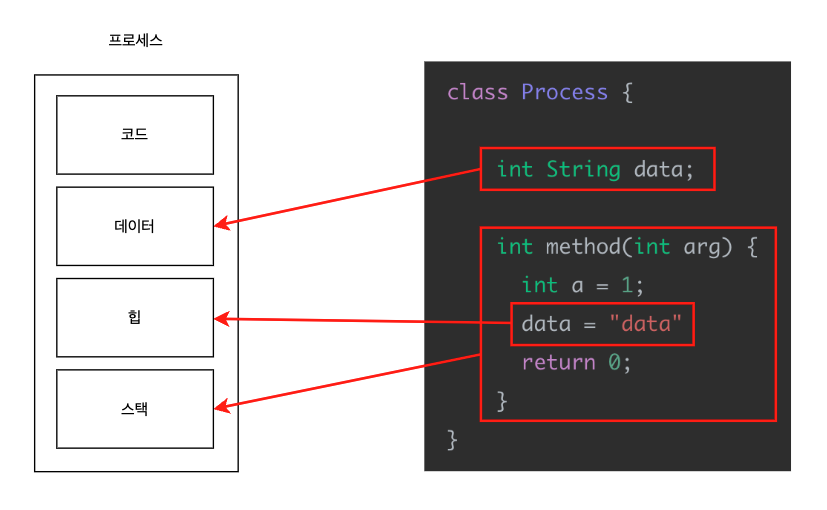 프로세스
코드
데이터
힙
스택
class Process {
int String data;
int method(int arg) {
int a = 1;
data = "data"
return 0;
}
}